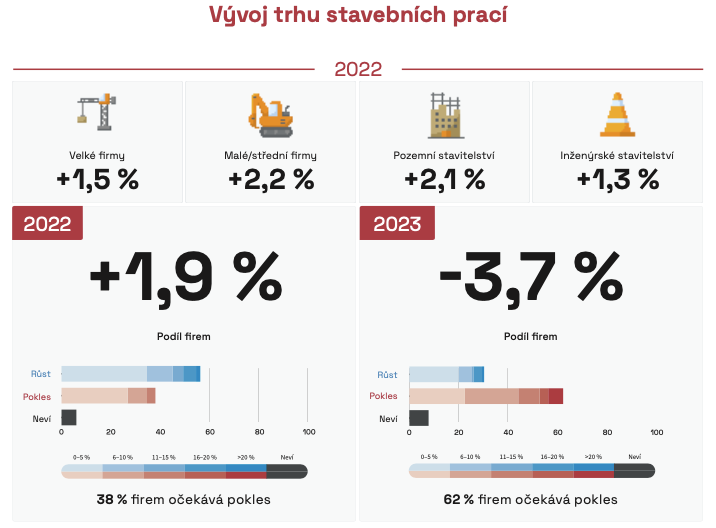 Vývoj trhu stavebních prací
2022
Velké firmy
+1,5 %
Malé/střední firmy
+2,2 %
Pozemní stavitelství
+2,1 %
Inženýrské stavitelství
+1,3 %
2022
+1,9 %
Podíl firem
Růst
Pokles
Neví
0 20 40 60 80 100
0–5 % 6–10 % 11–15 % 16–20 % >20 % Neví
38 % firem očekává pokles
2023
-3,7 %
Podíl firem
Růst
Pokles
Neví
0 20 40 60 80 100
0–5 % 6–10 % 11–15 % 16–20 % >20 % Neví
62 % firem očekává pokles